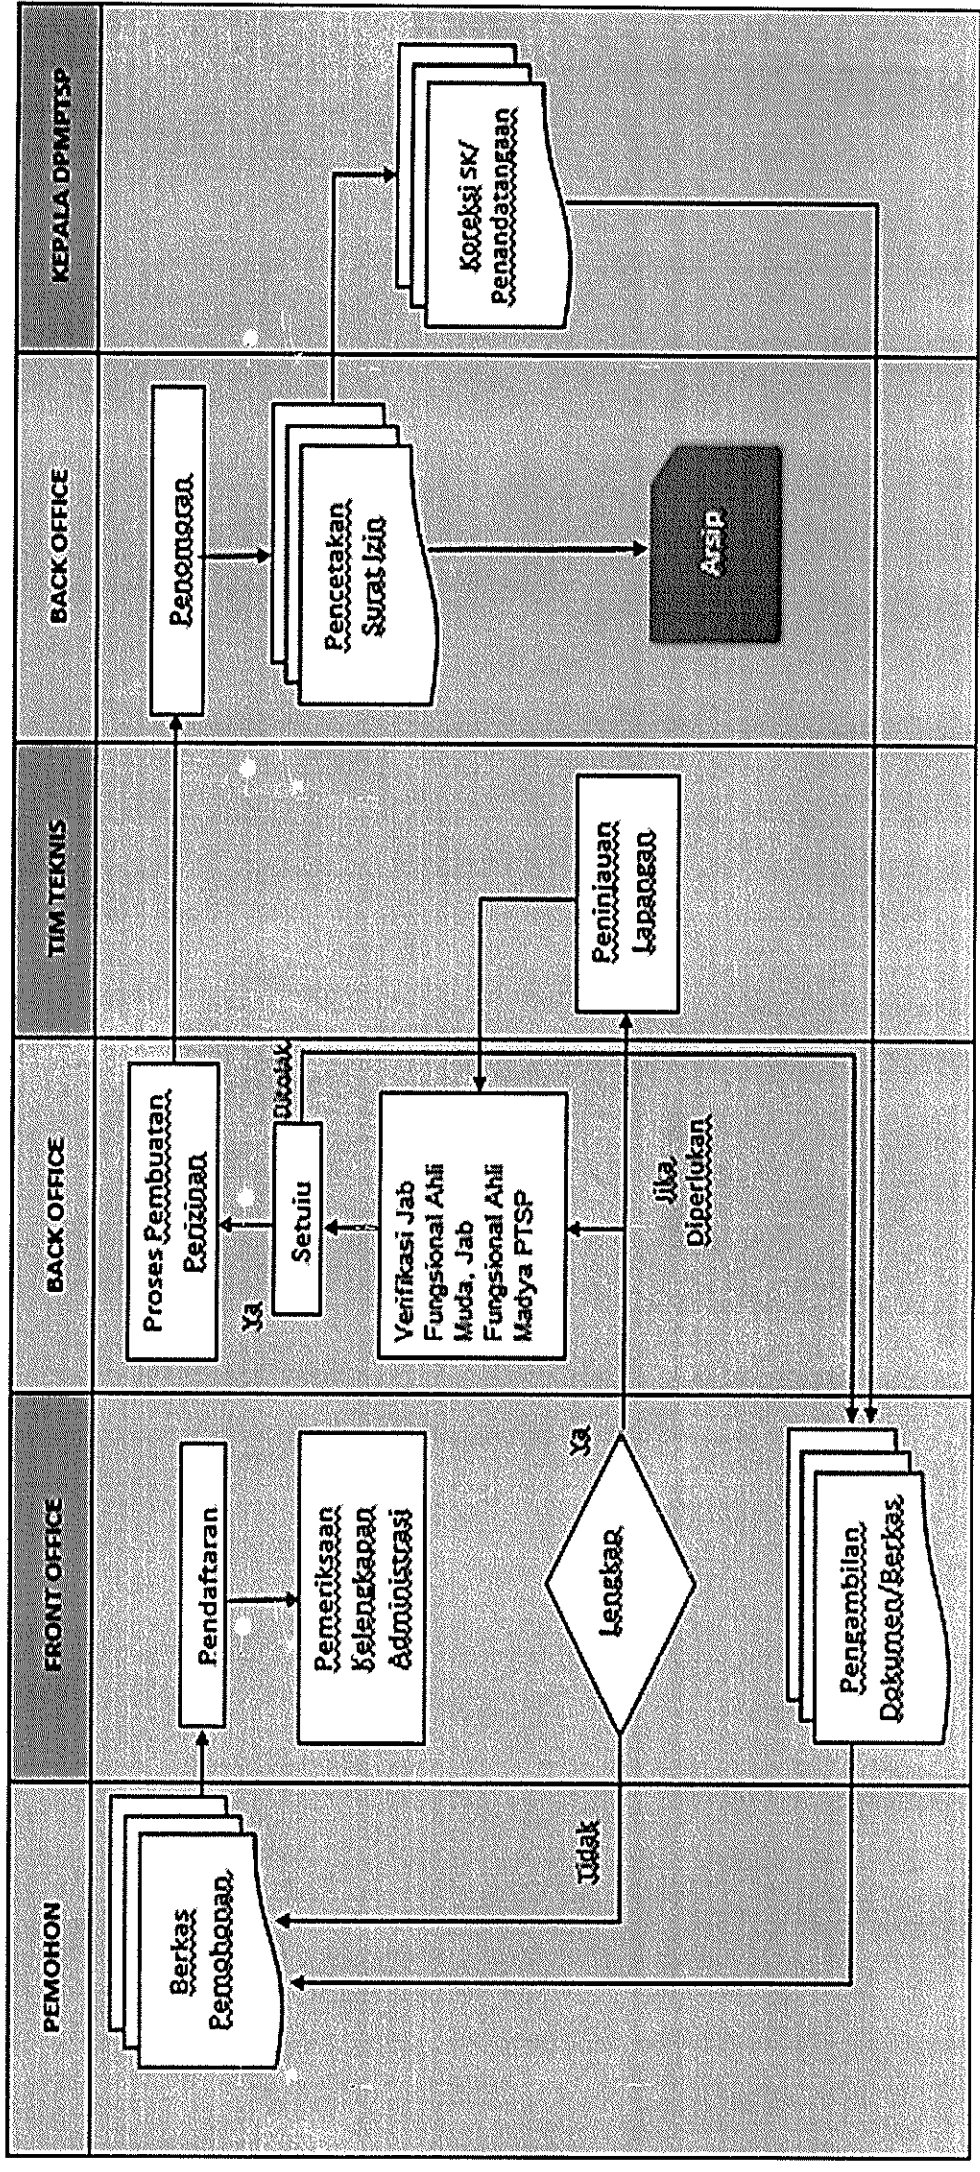 PEMOHON
FRONT OFFICE
BACK OFFICE
TIM TEKNIS
BACK OFFICE
KEPALA DPMPTSP
Berkas
Pemohonan
Tidak
Pendaftaran
Pemeriksaan
Kelengkapan
Administrasi
Lengkap
Ya
Pengambilan
Dokumen/Berkas
Proses Pembuatan
Perizinan
Ya
Setuju
Ditolak
Verifikasi Jab
Fungsional Ahli
Muda, Jab
Fungsional Ahli
Madya PTSP
Jika
Diperlukan
Peninjauan
Lapangan
Penomoran
Pencetakan
Surat Izin
Arsip
Koreksi SK/
Penandatangaan